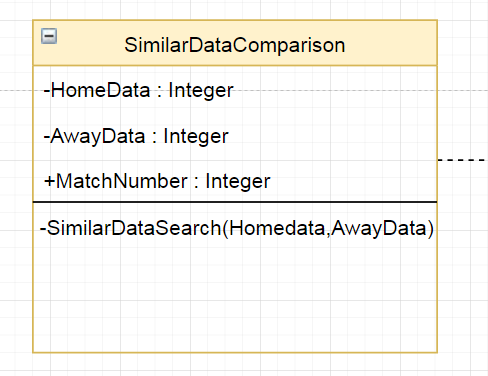 SimilarDataComparison
-HomeData : Integer
-AwayData : Integer
+MatchNumber : Integer
-SimilarDataSearch(Homedata,AwayData)